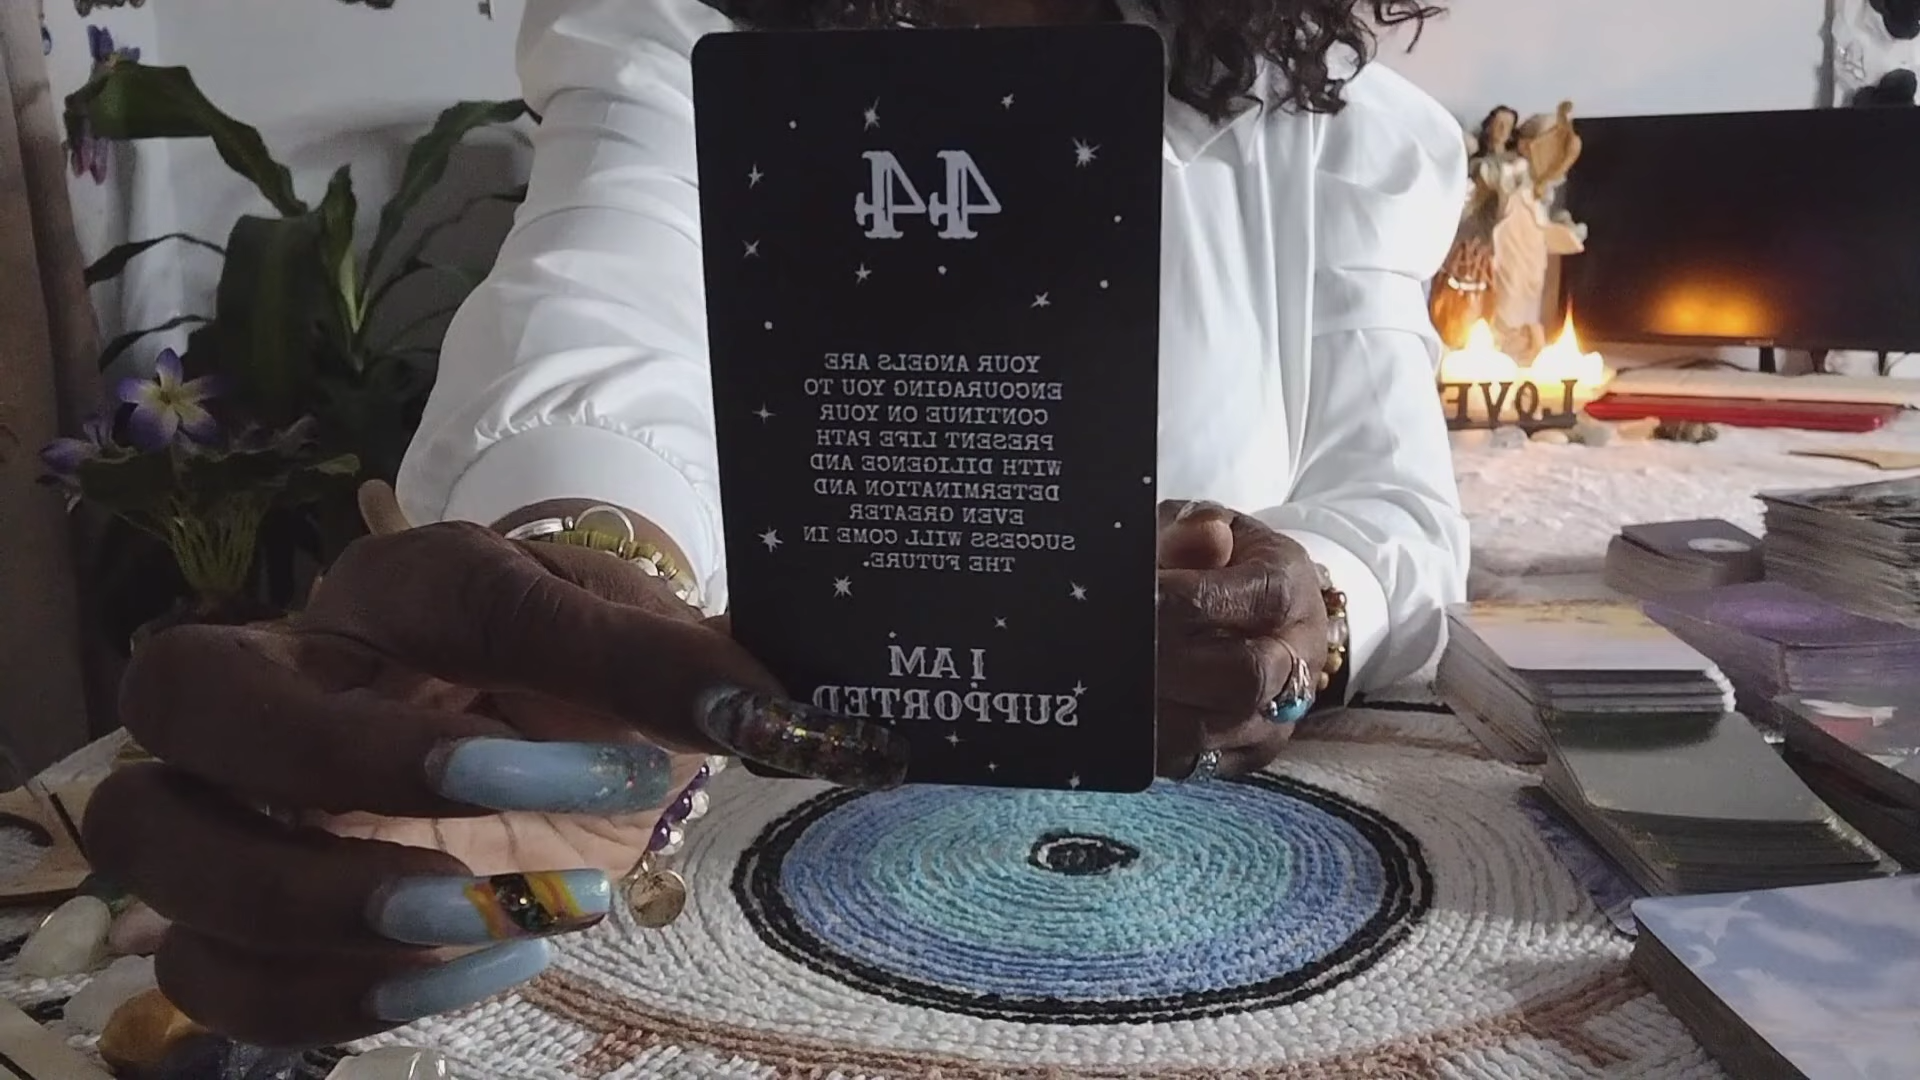 44
YOUR ANGELS ARE
ENCOURAGING YOU TO
CONTINUE ON YOUR
PRESENT LIFE PATH
WITH DILIGENCE AND
DETERMINATION AND
EVEN GREATER
SUCCESS WILL COME IN
THE FUTURE.
I AM
SUPPORTED
LOVE